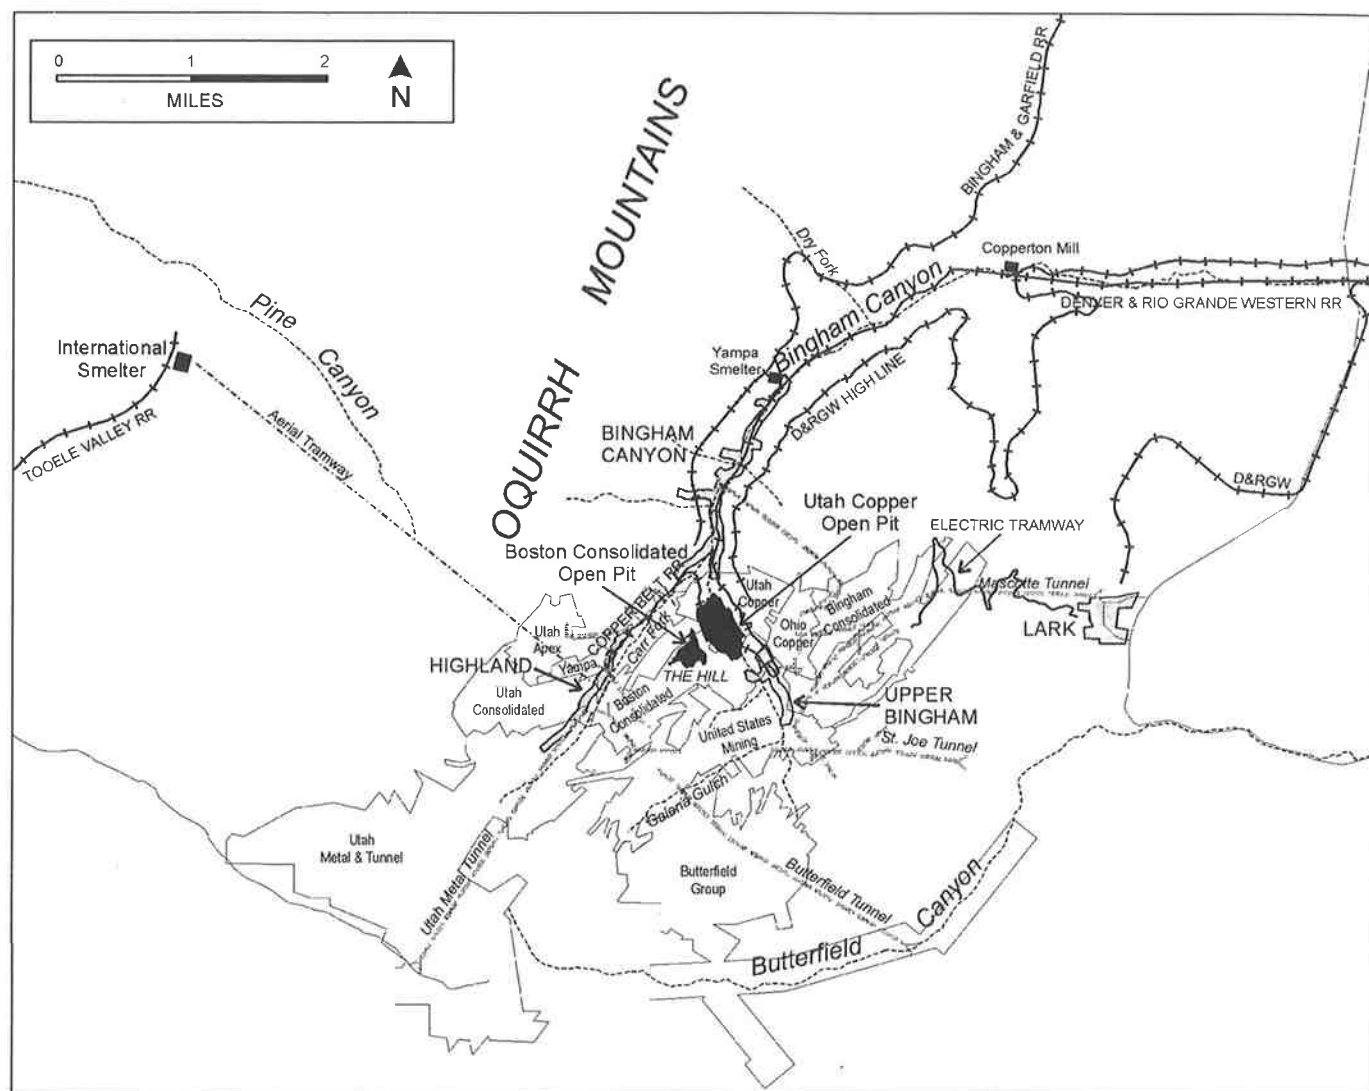 0 1 2
MILES
N
OQUIRRH MOUNTAINS
BINGHAM & GARFIELD RR
Copperton Mill
Dry Fork
Bingham Canyon
DENVER & RIO GRANDE WESTERN RR
Pine
Canyon
International
Smelter
TOOELE VALLEY RR
Aerial Tramway
Yampa
Smelter
D&RGW HIGH LINE
BINGHAM
CANYON
D&RGW
Utah Copper
Open Pit
ELECTRIC TRAMWAY
Boston Consolidated
Open Pit
Mascotte Tunnel
LARK
COPPER BELT RR
Carr Fork
Utah
Copper
Ohio
Copper
Bingham
Consolidated
Utah
Apex
Yampa
HIGHLAND
Utah
Consolidated
THE HILL
Boston
Consolidated
UPPER
BINGHAM
United States
Mining
St. Joe Tunnel
Galena Gulch
Utah
Metal & Tunnel
Utah Metal Tunnel
Butterfield
Group
Butterfield Tunnel
Butterfield Canyon